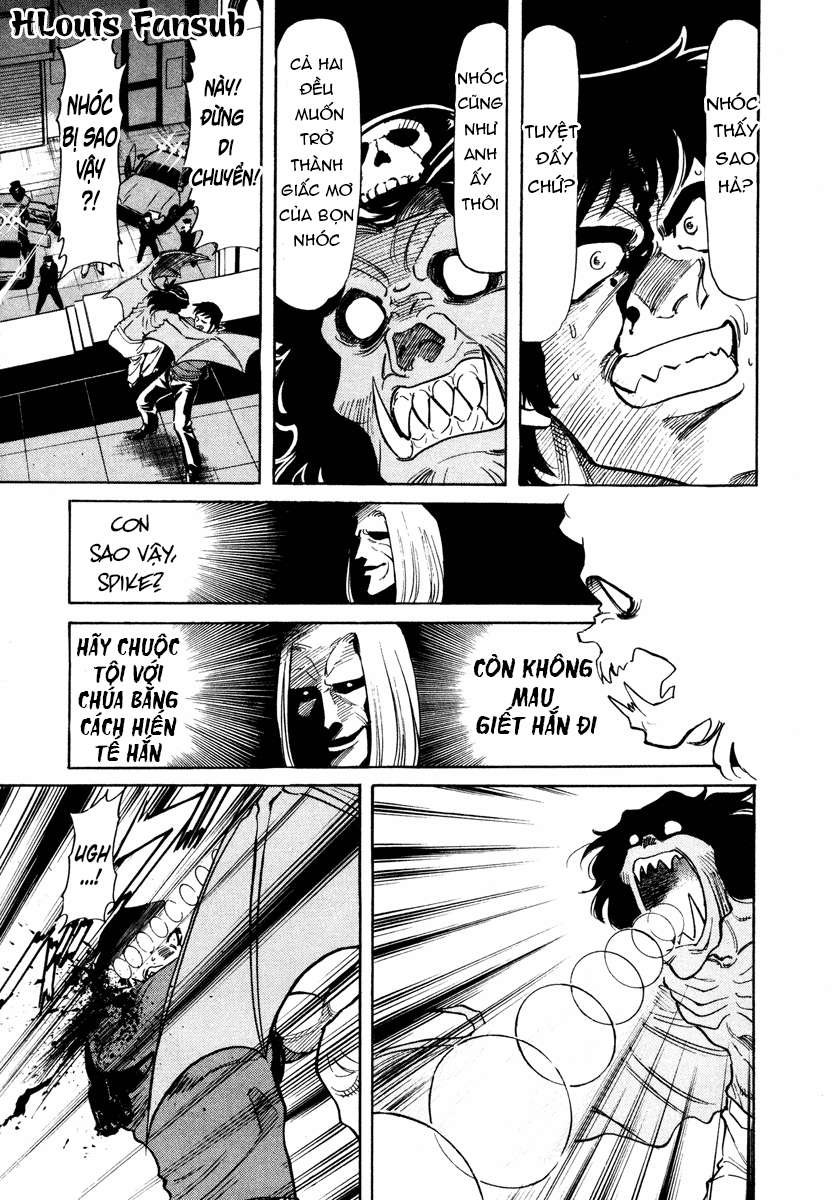 HLouis Fansub
NHÓC
THẤY SAO
HẢ?
TUYỆT
ĐẤY
CHỨ?
NHÓC
CŨNG
NHƯ
ANH
ẤY
THÔI
CẢ HAI
ĐỀU
MUỐN
TRỞ
THÀNH
GIẤC MƠ
CỦA BỌN
NHÓC
NÀY!
ĐỪNG
DI
CHUYỂN!
NHÓC
BỊ SAO
VẬY
?!
CON
SAO VẬY,
SPIKE?
CÒN KHÔNG
MAU
GIẾT HẮN ĐI
HÃY CHUỘC
TỘI VỚI
CHÚA BẰNG
CÁCH HIẾN
TẾ HẮN
UGH
...!